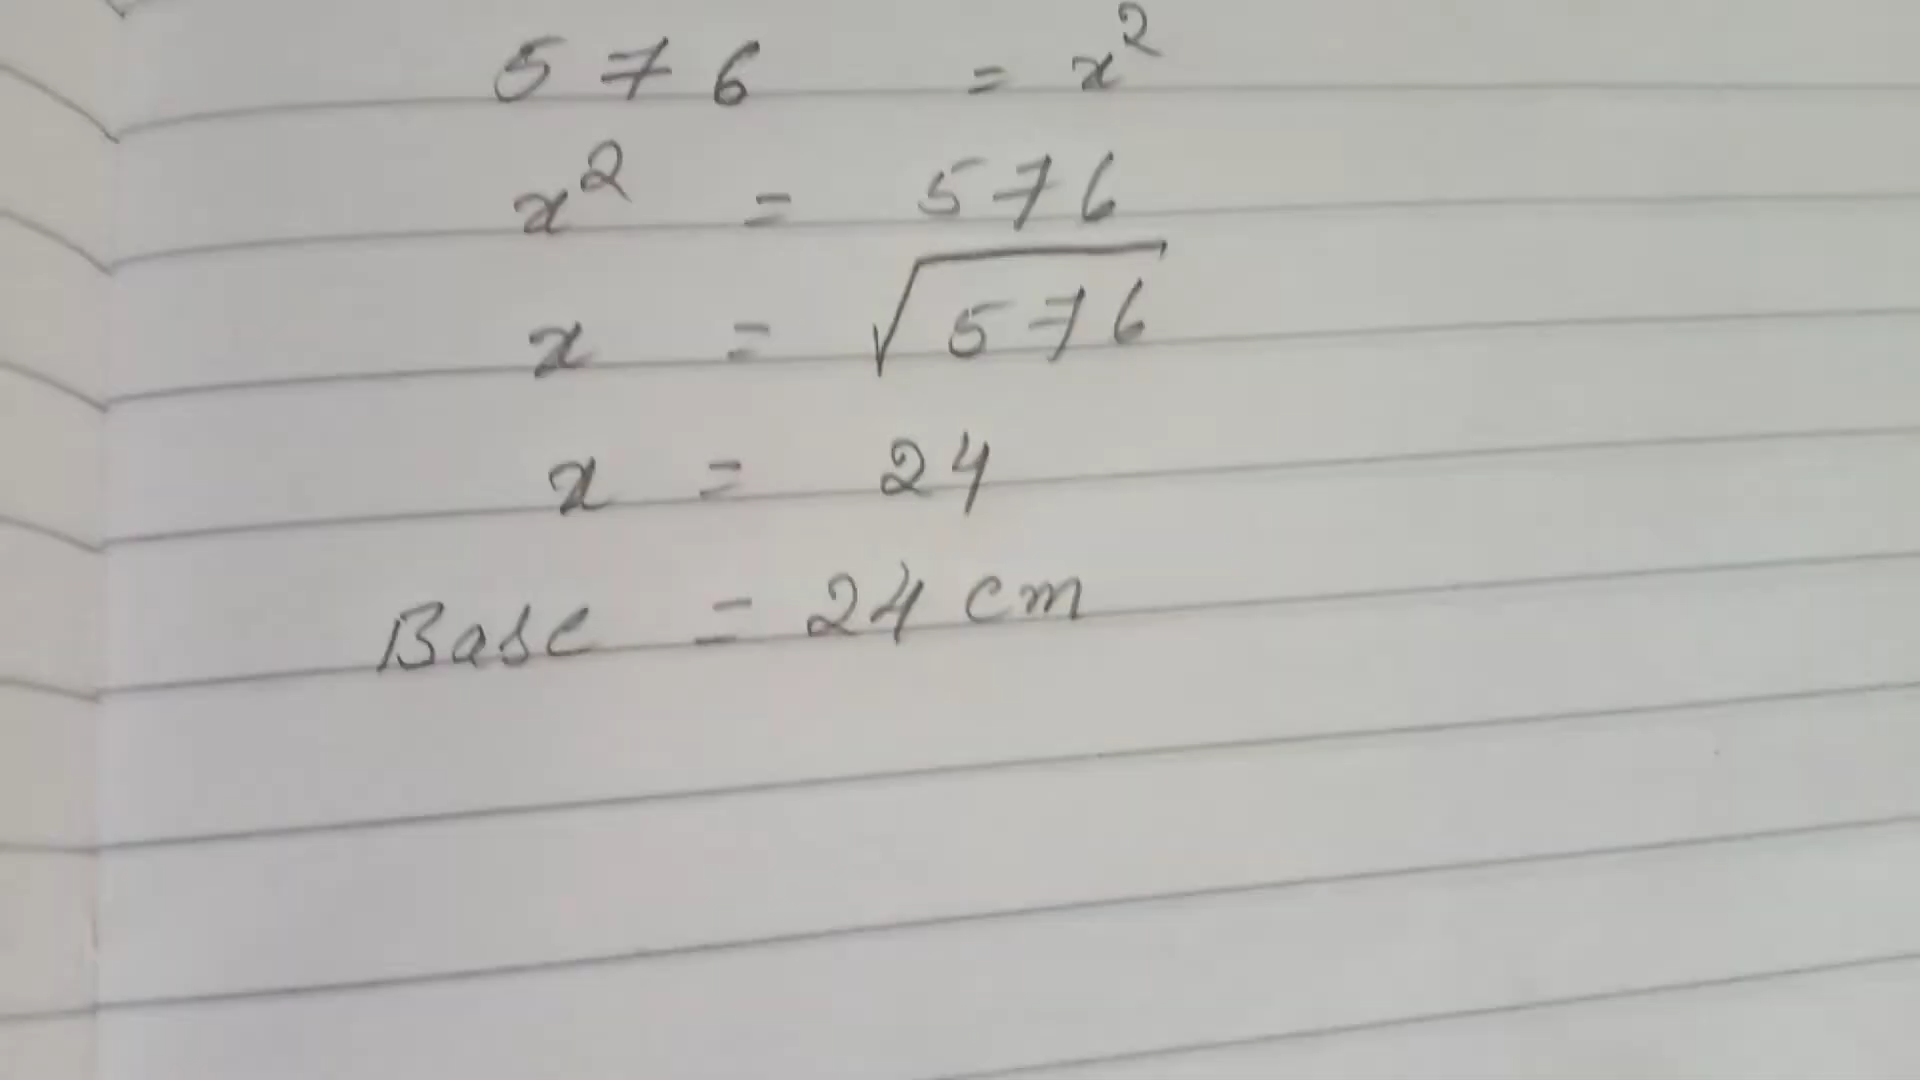 576 = x²
x² = 576
x = √576
x = 24
Base = 24 cm